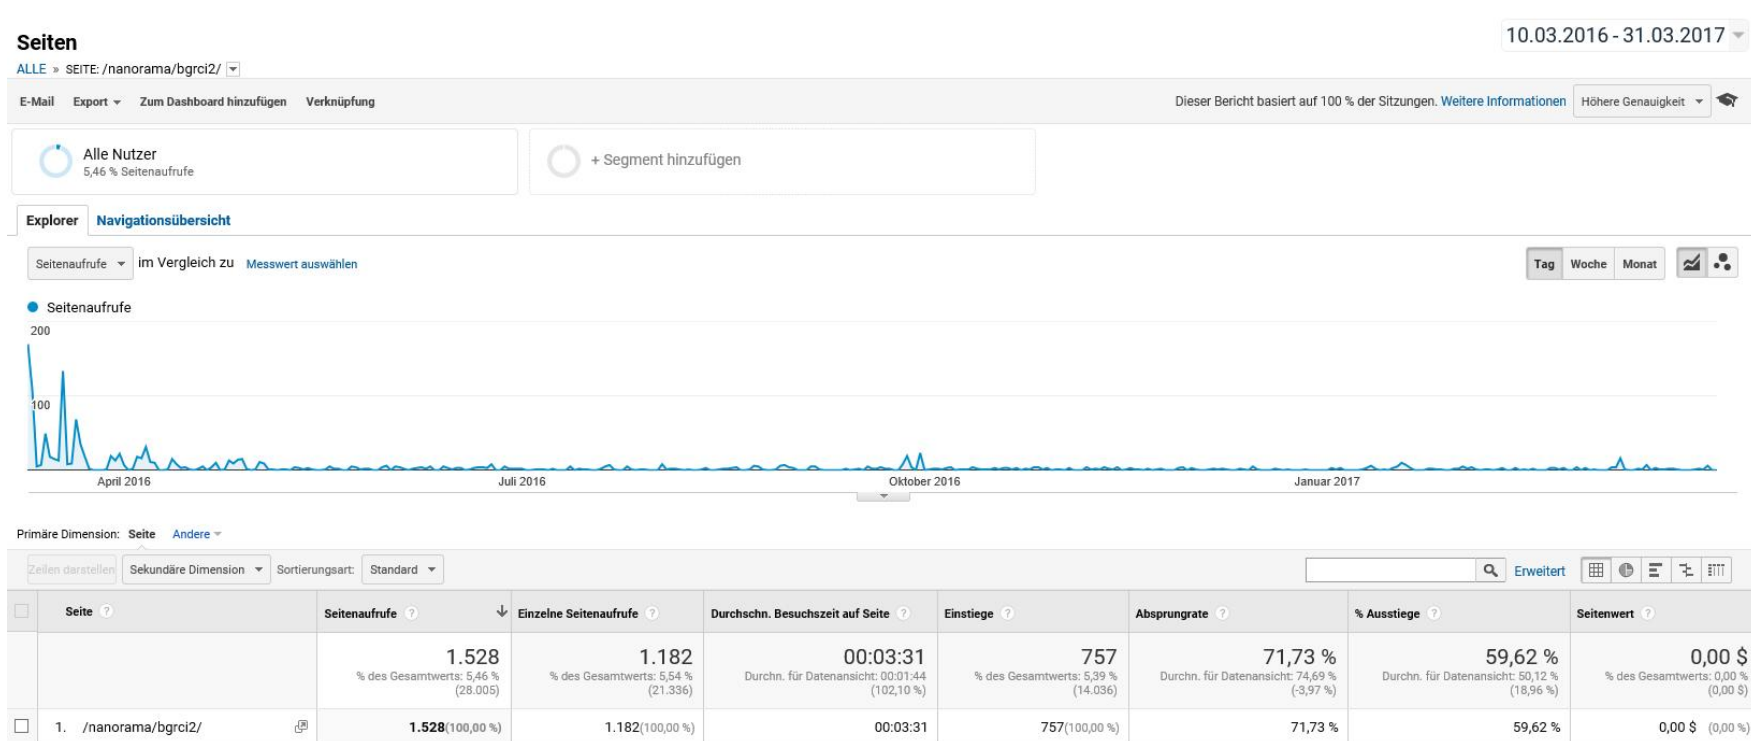 Seiten
10.03.2016 - 31.03.2017
ALLE » SEITE: /nanorama/bgrci2/
E-Mail Export Zum Dashboard hinzufügen Verknüpfung
Dieser Bericht basiert auf 100 % der Sitzungen. Weitere Informationen Höhere Genauigkeit
Alle Nutzer
5,46 % Seitenaufrufe
+ Segment hinzufügen
Explorer Navigationsübersicht
Seitenaufrufe im Vergleich zu Messwert auswählen
Tag Woche Monat
Seitenaufrufe
200
100
April 2016 Juli 2016 Oktober 2016 Januar 2017
Primäre Dimension: Seite Andere
Zeilen darstellen Sekundäre Dimension Sortierungsart: Standard Erweitert
Seite ? Seitenaufrufe ? Einzelne Seitenaufrufe ? Durchschn. Besuchszeit auf Seite ? Einstiege ? Absprungrate ? % Ausstiege ? Seitenwert ?
1.528 1.182 00:03:31 757 71,73 % 59,62 % 0,00 $
% des Gesamtwerts: 5,46 % % des Gesamtwerts: 5,54 % Durchn. für Datenansicht: 00:01:44 % des Gesamtwerts: 5,39 % Durchn. für Datenansicht: 74,69 % Durchn. für Datenansicht: 50,12 % % des Gesamtwerts: 0,00 %
(28.005) (21.336) (102,10 %) (14.036) (-3,97 %) (18,96 %) (0,00 $)
1. /nanorama/bgrci2/ 1.528(100,00 %) 1.182(100,00 %) 00:03:31 757(100,00 %) 71,73 % 59,62 % 0,00 $ (0,00 %)